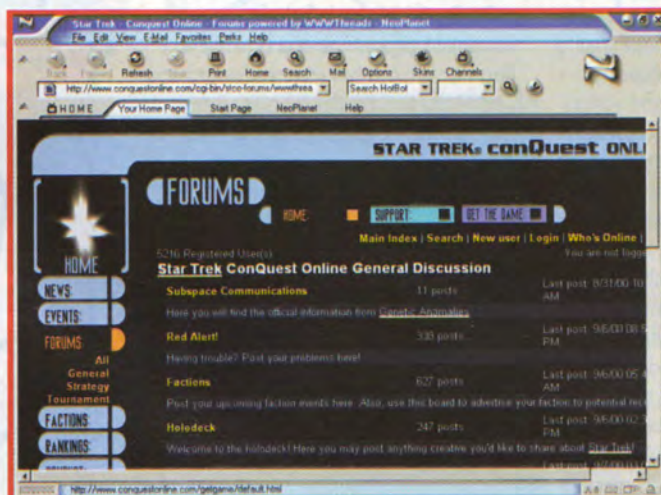 Star Trek - Conquest Online - Forums powered by WWWThreads - NeoPlanet
File Edit View E-Mail Favorites Perks Help
Back Forward Refresh Stop Print Home Search Mail Options Skins Channels
http://www.conquestonline.com/cgi-bin/stco-forums/wwwthrea
Search HotBot
HOME Your Home Page Start Page NeoPlanet Help
STAR TREK: conQuest ONLI
FORUMS
HOME: SUPPORT: GET THE GAME
Main Index | Search | New user | Login | Who's Online |
5216 Registered User(s) You are not logge
Star Trek ConQuest Online General Discussion
HOME
NEWS:
EVENTS:
FORUMS:
All
General
Strategy
Tournament
FACTIONS:
RANKINGS:
Subspace Communications 11 posts Last post: 8/31/00 10:
AM
Here you will find the official information from Genetic Anomalies
Red Alert! 338 posts Last post: 9/6/00 08:5
PM
Having trouble? Post your problems here!
Factions 627 posts Last post: 9/6/00 05:4
AM
Post your upcoming faction events here. Also, use this board to advertise your faction to potential recr
Holodeck 247 posts Last post: 9/6/00 02:3
PM
Welcome to the holodeck! Here you may post anything creative you'd like to share about Star Trek!
http://www.conquestonline.com/getgame/default.html